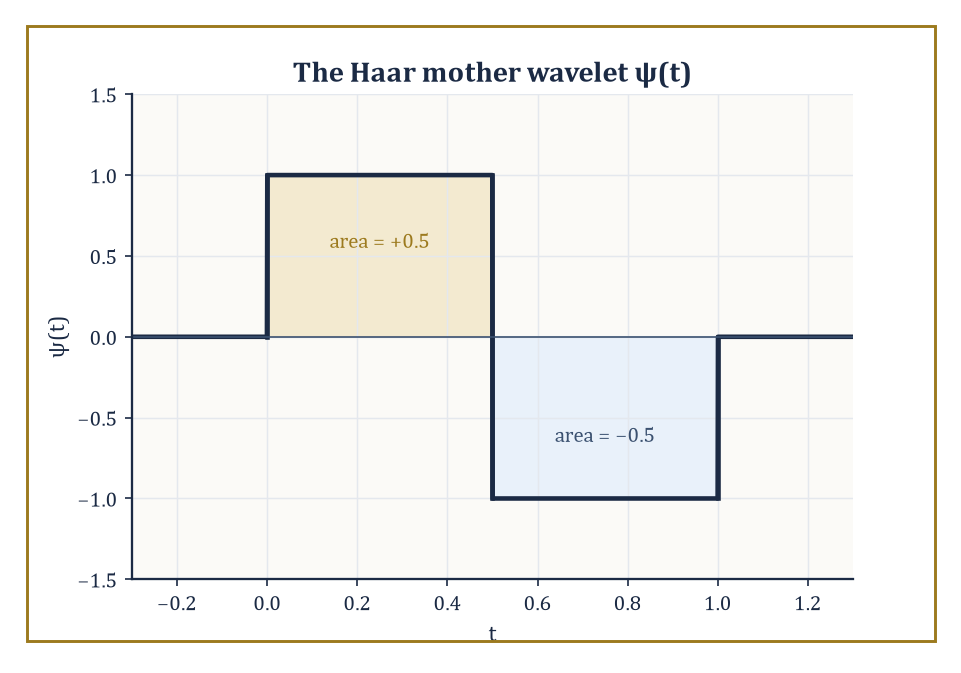 The Haar mother wavelet ψ(t)
1.5
1.0
area = +0.5
0.5
ψ(t)
0.0
−0.5
area = −0.5
−1.0
−1.5
−0.2 0.0 0.2 0.4 0.6 0.8 1.0 1.2
t